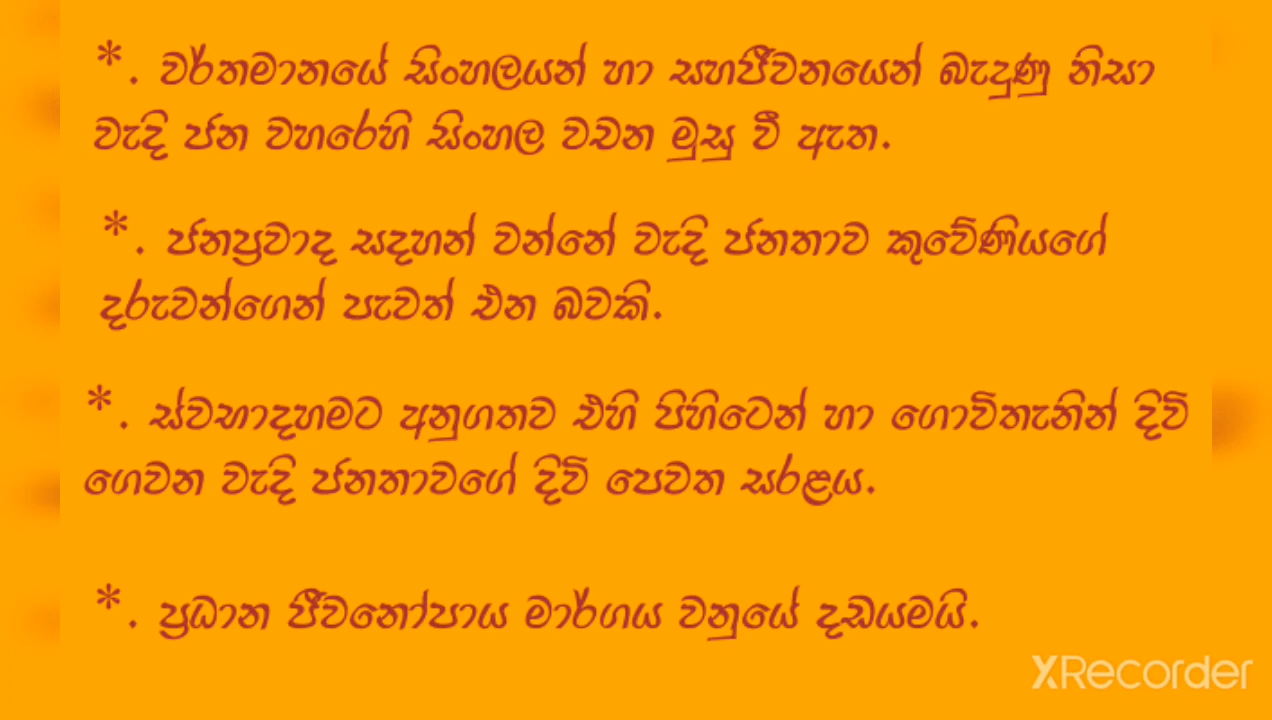 *. වර්තමානයේ සිංහලයන් හා සහජීවනයෙන් බැදුණු නිසා
වැදි ජන වහරෙහි සිංහල වචන මුසු වී ඇත.
*. ජනප්‍රවාද සදහන් වන්නේ වැදි ජනතාව කුවේණියගේ
දරුවන්ගෙන් පැවත් එන බවකි.
*. ස්වභාදහමට අනුගතව එහි පිහිටෙන් හා ගොවිතැනින් දිවි
ගෙවන වැදි ජනතාවගේ දිවි පෙවත සරළය.
*. ප්‍රධාන ජීවනෝපාය මාර්ගය වනුයේ දඩයමයි.
XRecorder